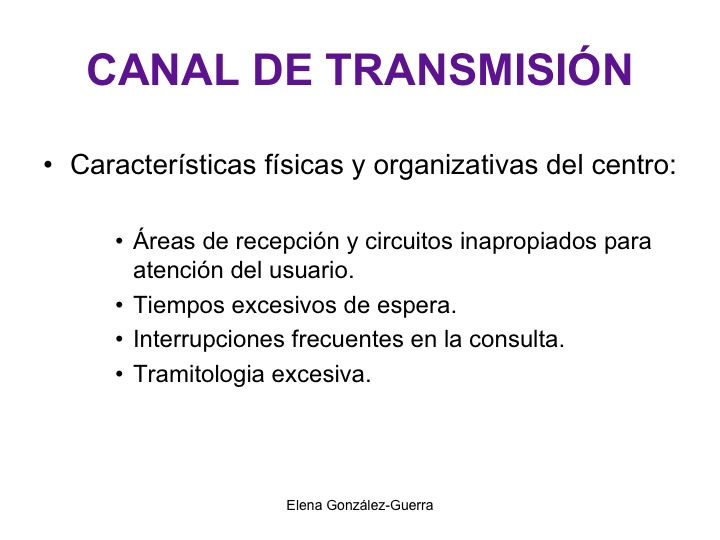 CANAL DE TRANSMISIÓN
• Características físicas y organizativas del centro:
• Áreas de recepción y circuitos inapropiados para
atención del usuario.
• Tiempos excesivos de espera.
• Interrupciones frecuentes en la consulta.
• Tramitologia excesiva.
Elena González-Guerra